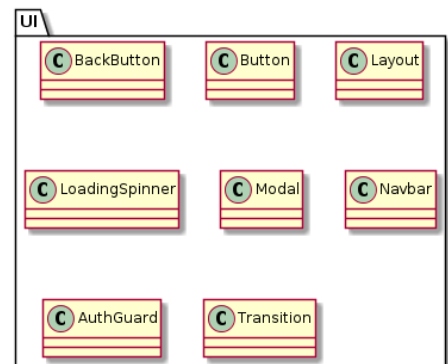 UI
C BackButton C Button C Layout
C LoadingSpinner C Modal C Navbar
C AuthGuard C Transition